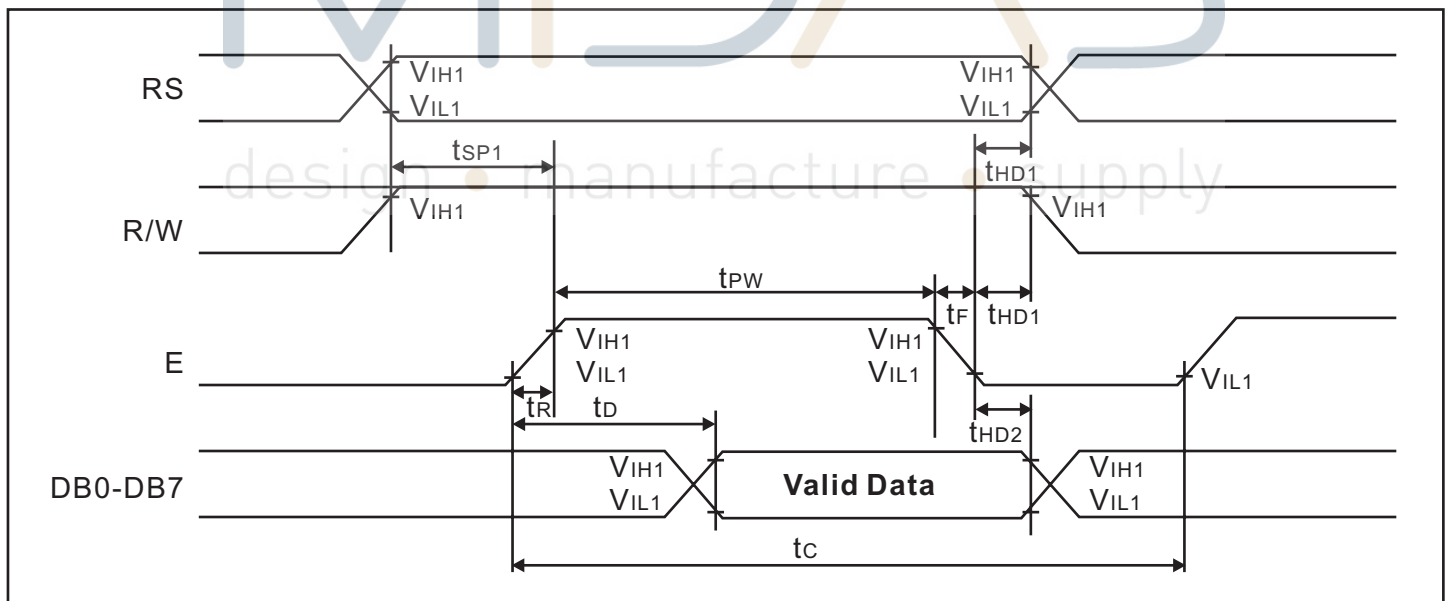 MIDAS
RS
VIH1 VIH1
VIL1 VIL1
tSP1 tHD1
design • manufacture • supply
R/W
VIH1 VIH1
tPW
tF tHD1
E
VIH1 VIH1
VIL1 VIL1 VIL1
tR tD
tHD2
DB0-DB7
VIH1 Valid Data VIH1
VIL1 VIL1
tC